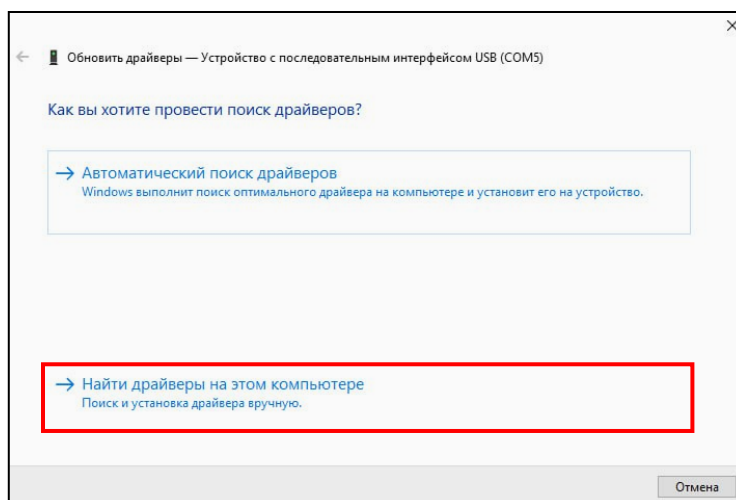 Обновить драйверы — Устройство с последовательным интерфейсом USB (COM5)
Как вы хотите провести поиск драйверов?
Автоматический поиск драйверов
Windows выполнит поиск оптимального драйвера на компьютере и установит его на устройство.
Найти драйверы на этом компьютере
Поиск и установка драйвера вручную.
Отмена